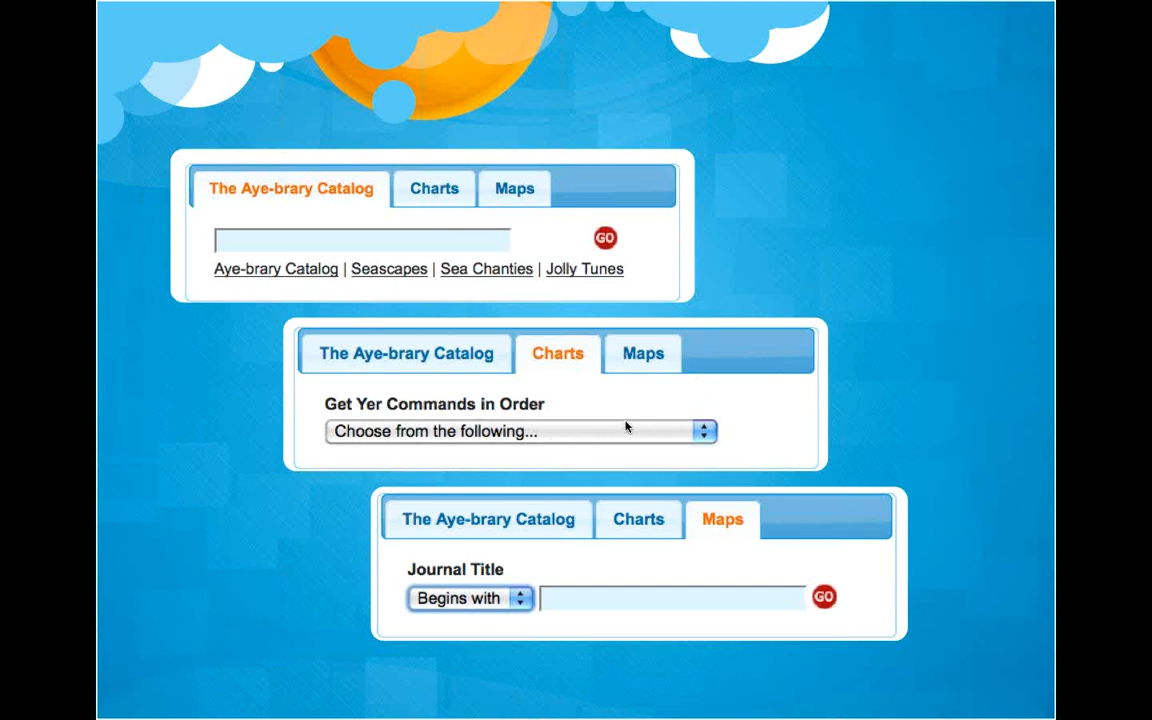 The Aye-brary Catalog Charts Maps
GO
Aye-brary Catalog | Seascapes | Sea Chanties | Jolly Tunes
The Aye-brary Catalog Charts Maps
Get Yer Commands in Order
Choose from the following...
The Aye-brary Catalog Charts Maps
Journal Title
Begins with GO